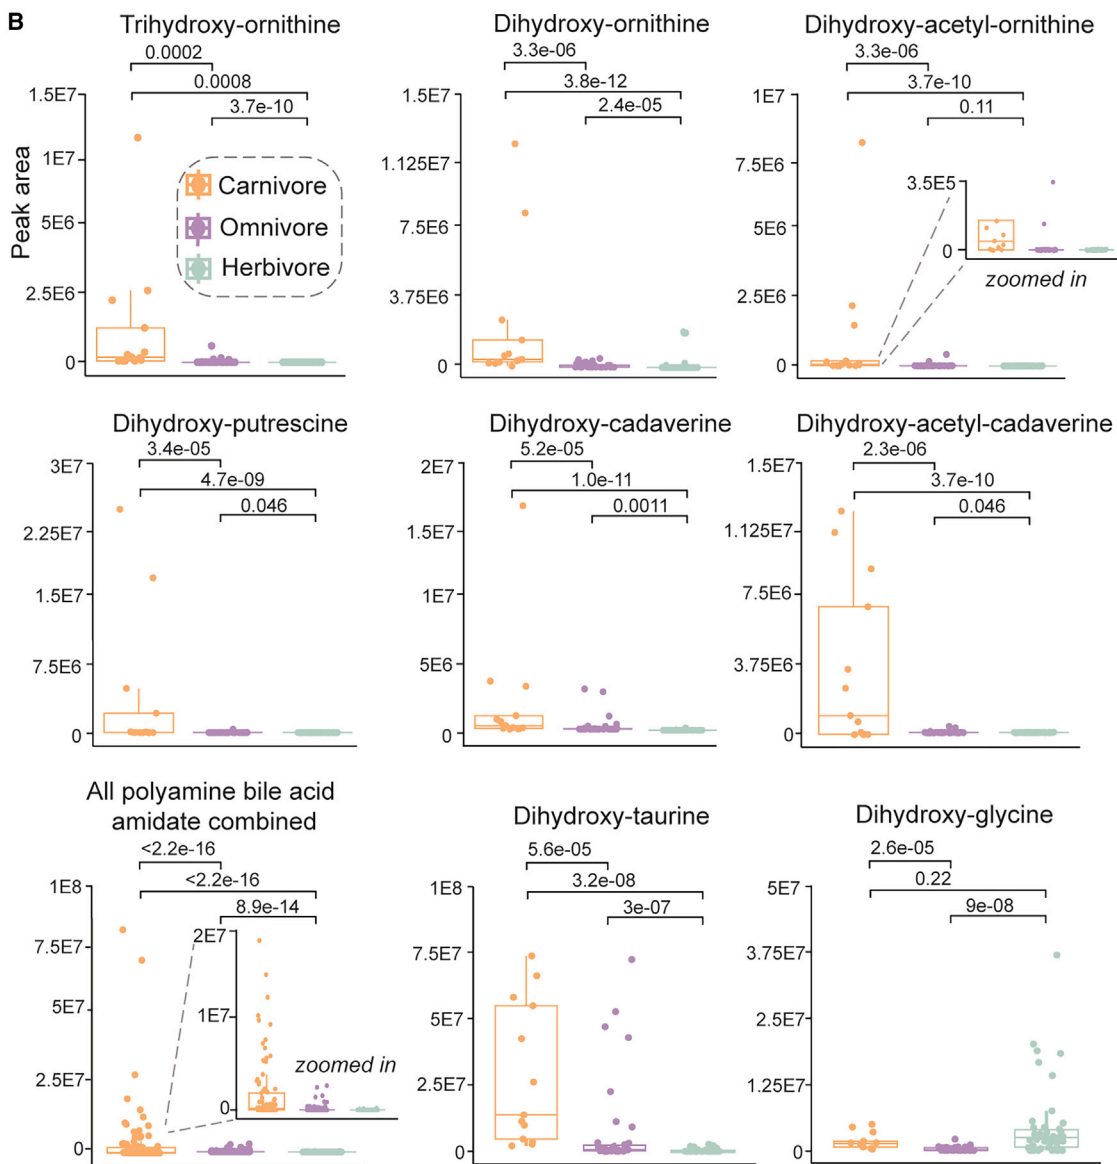 B
Trihydroxy-ornithine
0.0002
0.0008
3.7e-10
Peak area
1.5E7
1E7
5E6
2.5E6
0
Carnivore
Omnivore
Herbivore
Dihydroxy-ornithine
3.3e-06
3.8e-12
2.4e-05
1.5E7
1.125E7
7.5E6
3.75E6
0
Dihydroxy-acetyl-ornithine
3.3e-06
3.7e-10
0.11
1E7
7.5E6
5E6
2.5E6
0
3.5E5
0
zoomed in
Dihydroxy-putrescine
3.4e-05
4.7e-09
0.046
3E7
2.25E7
1.5E7
7.5E6
0
Dihydroxy-cadaverine
5.2e-05
1.0e-11
0.0011
2E7
1.5E7
1E7
5E6
0
Dihydroxy-acetyl-cadaverine
2.3e-06
3.7e-10
0.046
1.5E7
1.125E7
7.5E6
3.75E6
0
All polyamine bile acid
amidate combined
<2.2e-16
<2.2e-16
8.9e-14
1E8
7.5E7
5E7
2.5E7
0
2E7
1E7
0
zoomed in
Dihydroxy-taurine
5.6e-05
3.2e-08
3e-07
1E8
7.5E7
5E7
2.5E7
0
Dihydroxy-glycine
2.6e-05
0.22
9e-08
5E7
3.75E7
2.5E7
1.25E7
0